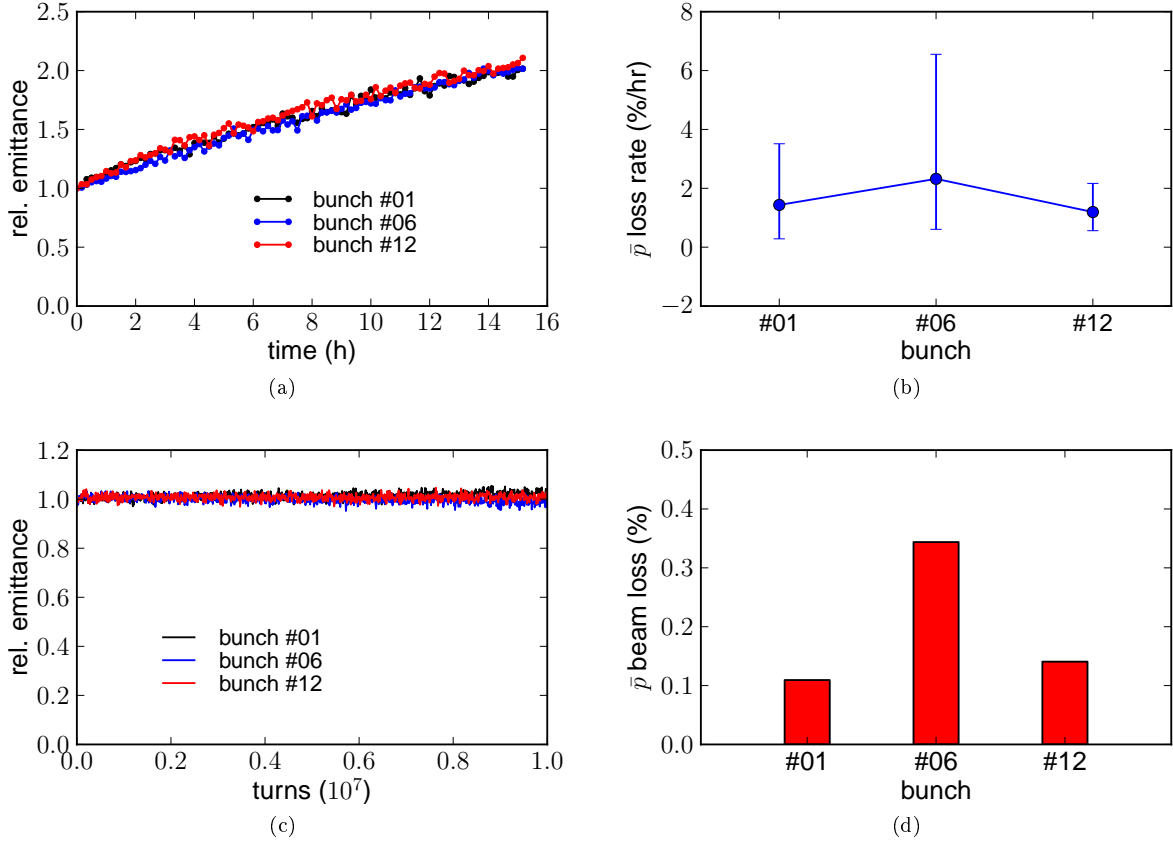 2.5
2.0
1.5
1.0
0.5
0.0
rel. emittance
bunch #01
bunch #06
bunch #12
0 2 4 6 8 10 12 14 16
time (h)
(a)
8
6
4
2
0
−2
p̄ loss rate (%/hr)
#01 #06 #12
bunch
(b)
1.2
1.0
0.8
0.6
0.4
0.2
0.0
rel. emittance
bunch #01
bunch #06
bunch #12
0.0 0.2 0.4 0.6 0.8 1.0
turns (10⁷)
(c)
0.5
0.4
0.3
0.2
0.1
0.0
p̄ beam loss (%)
#01 #06 #12
bunch
(d)